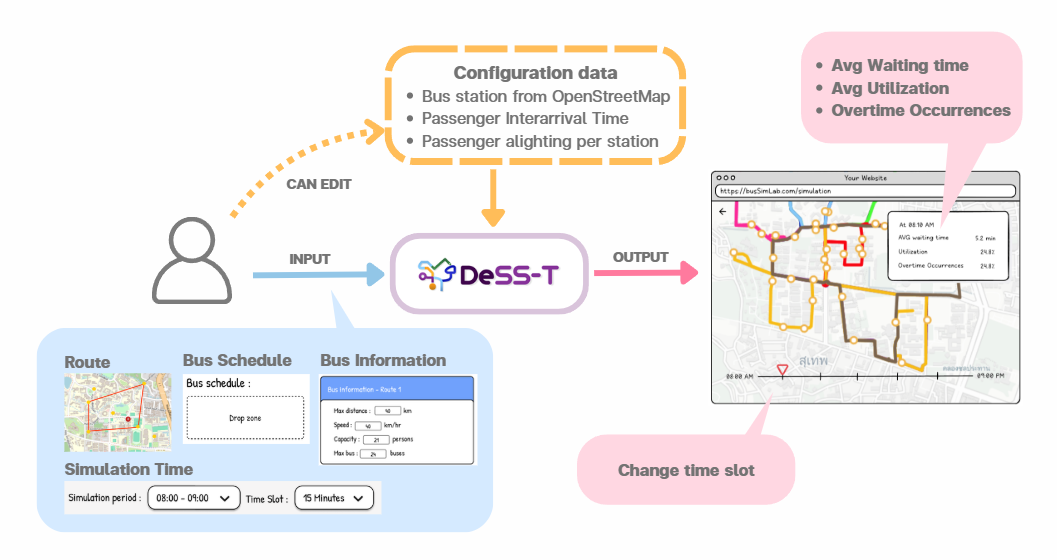 Configuration data
• Bus station from OpenStreetMap
• Passenger Interarrival Time
• Passenger alighting per station
CAN EDIT
INPUT
DeSS-T
OUTPUT
• Avg Waiting time
• Avg Utilization
• Overtime Occurrences
Your Website
https://busSimLab.com/simulation
At 08:10 AM
AVG waiting time 5.2 min
Utilization 24.82
Overtime Occurrences 24.82
สุเทพ
08:00 AM
09:00 PM
Change time slot
Route
Bus Schedule
Bus schedule :
Drop zone
Bus Information
Bus Information - Route 1
Max distance : 40 km
Speed : 40 km/hr
Capacity : 21 persons
Max bus : 24 buses
Simulation Time
Simulation period : 08:00 - 09:00 Time Slot : 15 Minutes